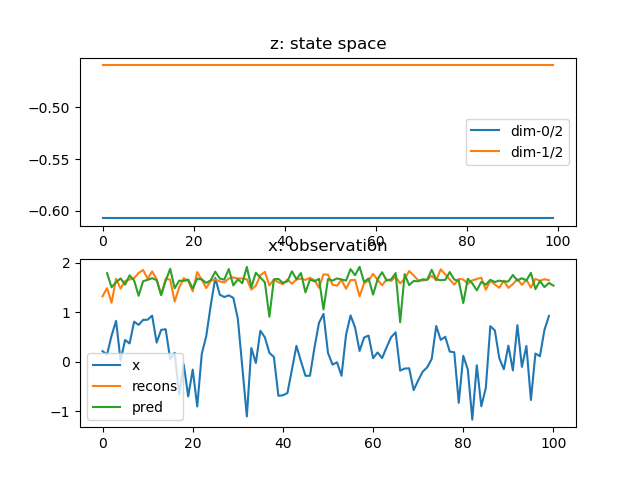 z: state space
−0.50
−0.55
−0.60
dim-0/2
dim-1/2
0 20 40 60 80 100
x: observation
2
1
0
−1
x
recons
pred
0 20 40 60 80 100